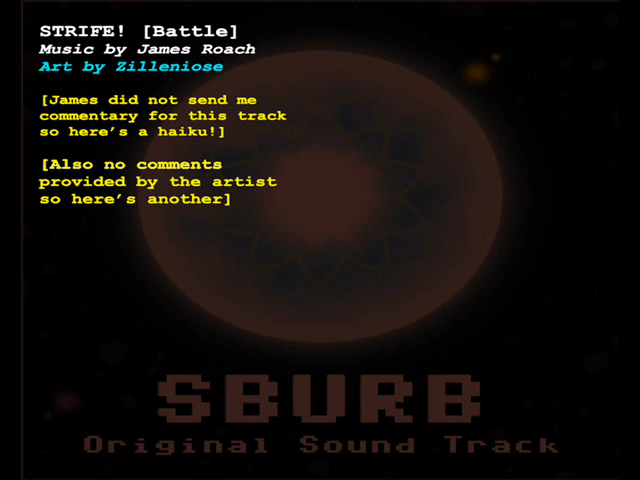 STRIFE! [Battle]
Music by James Roach
Art by Zilleniose
[James did not send me
commentary for this track
so here’s a haiku!]
[Also no comments
provided by the artist
so here’s another]
SBURB
Original Sound Track